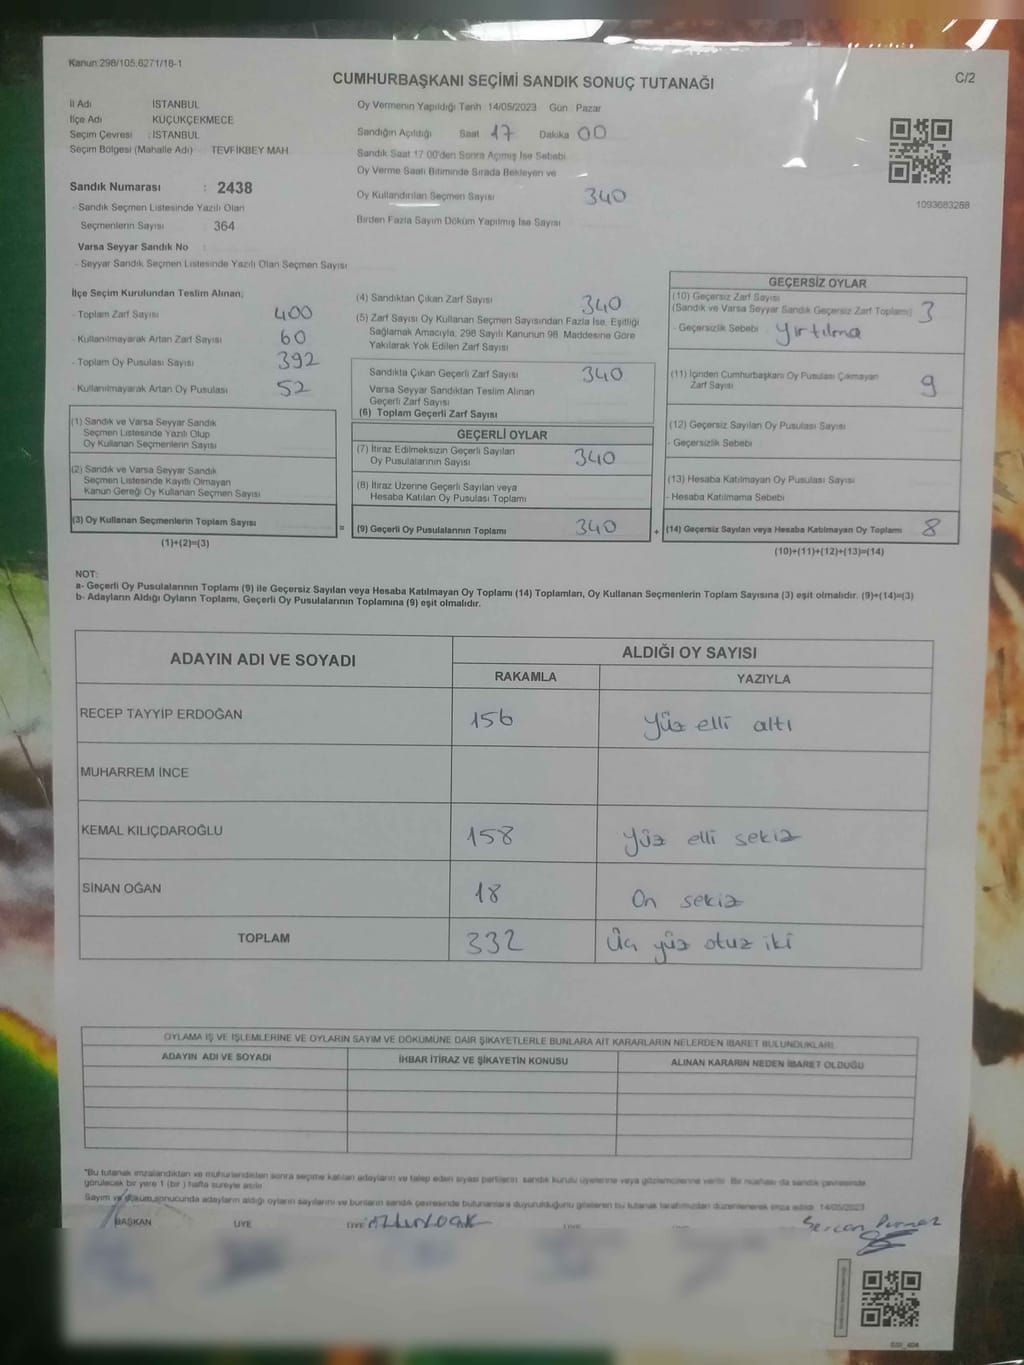 Kanun:298/105,6271/18-1
CUMHURBAŞKANI SEÇİMİ SANDIK SONUÇ TUTANAĞI
C/2
İl Adı İSTANBUL
İlçe Adı KÜÇÜKÇEKMECE
Seçim Çevresi : İSTANBUL
Seçim Bölgesi (Mahalle Adı) TEVFİKBEY MAH.
Oy Vermenin Yapıldığı Tarih 14/05/2023 Gün Pazar
Sandığın Açıldığı Saat 17 Dakika 00
Sandık Saat 17:00'den Sonra Açmış İse Sebebi
Oy Verme Saati Bitiminde Sırada Bekleyen ve
Oy Kullandırılan Seçmen Sayısı 340
Birden Fazla Sayım Döküm Yapılmış İse Sayısı
1093683288
Sandık Numarası : 2438
- Sandık Seçmen Listesinde Yazılı Olan
Seçmenlerin Sayısı 364
Varsa Seyyar Sandık No :
- Seyyar Sandık Seçmen Listesinde Yazılı Olan Seçmen Sayısı
İlçe Seçim Kurulundan Teslim Alınan;
- Toplam Zarf Sayısı 400
- Kullanılmayarak Artan Zarf Sayısı 60
- Toplam Oy Pusulası Sayısı 392
- Kullanılmayarak Artan Oy Pusulası 52
(1) Sandık ve Varsa Seyyar Sandık
Seçmen Listesinde Yazılı Olup
Oy Kullanan Seçmenlerin Sayısı
(2) Sandık ve Varsa Seyyar Sandık
Seçmen Listesinde Kayıtlı Olmayan
Kanun Gereği Oy Kullanan Seçmen Sayısı
(3) Oy Kullanan Seçmenlerin Toplam Sayısı
(1)+(2)=(3)
=
(4) Sandıktan Çıkan Zarf Sayısı 340
(5) Zarf Sayısı Oy Kullanan Seçmen Sayısından Fazla İse, Eşitliği
Sağlamak Amacıyla, 298 Sayılı Kanunun 98. Maddesine Göre
Yakılarak Yok Edilen Zarf Sayısı
Sandıkta Çıkan Geçerli Zarf Sayısı 340
Varsa Seyyar Sandıktan Teslim Alınan
Geçerli Zarf Sayısı
(6) Toplam Geçerli Zarf Sayısı
GEÇERLİ OYLAR
(7) İtiraz Edilmeksizin Geçerli Sayılan
Oy Pusulalarının Sayısı 340
(8) İtiraz Üzerine Geçerli Sayılan veya
Hesaba Katılan Oy Pusulası Toplamı
(9) Geçerli Oy Pusulalarının Toplamı 340
+
GEÇERSİZ OYLAR
(10) Geçersiz Zarf Sayısı
(Sandık ve Varsa Seyyar Sandık Geçersiz Zarf Toplamı) 3
- Geçersizlik Sebebi yırtılma
(11) İçinden Cumhurbaşkanı Oy Pusulası Çıkmayan
Zarf Sayısı 9
(12) Geçersiz Sayılan Oy Pusulası Sayısı
- Geçersizlik Sebebi
(13) Hesaba Katılmayan Oy Pusulası Sayısı
- Hesaba Katılmama Sebebi
(14) Geçersiz Sayılan veya Hesaba Katılmayan Oy Toplamı 8
(10)+(11)+(12)+(13)=(14)
NOT:
a- Geçerli Oy Pusulalarının Toplamı (9) ile Geçersiz Sayılan veya Hesaba Katılmayan Oy Toplamı (14) Toplamları, Oy Kullanan Seçmenlerin Toplam Sayısına (3) eşit olmalıdır. (9)+(14)=(3)
b- Adayların Aldığı Oyların Toplamı, Geçerli Oy Pusulalarının Toplamına (9) eşit olmalıdır.
ADAYIN ADI VE SOYADI
ALDIĞI OY SAYISI
RAKAMLA YAZIYLA
RECEP TAYYİP ERDOĞAN 156 Yüz elli altı
MUHARREM İNCE
KEMAL KILIÇDAROĞLU 158 Yüz elli sekiz
SİNAN OĞAN 18 On sekiz
TOPLAM 332 Üç yüz otuz iki
OYLAMA İŞ VE İŞLEMLERİNE VE OYLARIN SAYIM VE DÖKÜMÜNE DAİR ŞİKAYETLERLE BUNLARA AİT KARARLARIN NELERDEN İBARET BULUNDUKLARI
ADAYIN ADI VE SOYADI İHBAR İTİRAZ VE ŞİKAYETİN KONUSU ALINAN KARARIN NEDEN İBARET OLDUĞU
"Bu tutanak imzalandıktan ve mühürlendikten sonra seçime katılan adayların ve talep eden siyasi partilerin sandık kurulu üyelerine veya gözlemcilerine verilir. Bir nüshası da sandık çevresinde
görülecek bir yere 1 (bir) hafta süreyle asılır.
Sayım ve döküm sonucunda adayların aldığı oyların sayılarını ve bunların sandık çevresinde bulunanlara duyurulduğunu gösteren bu tutanak tarafımızdan düzenlenerek imza edildi. 14/05/2023
BAŞKAN ÜYE ÜYE
Sercan